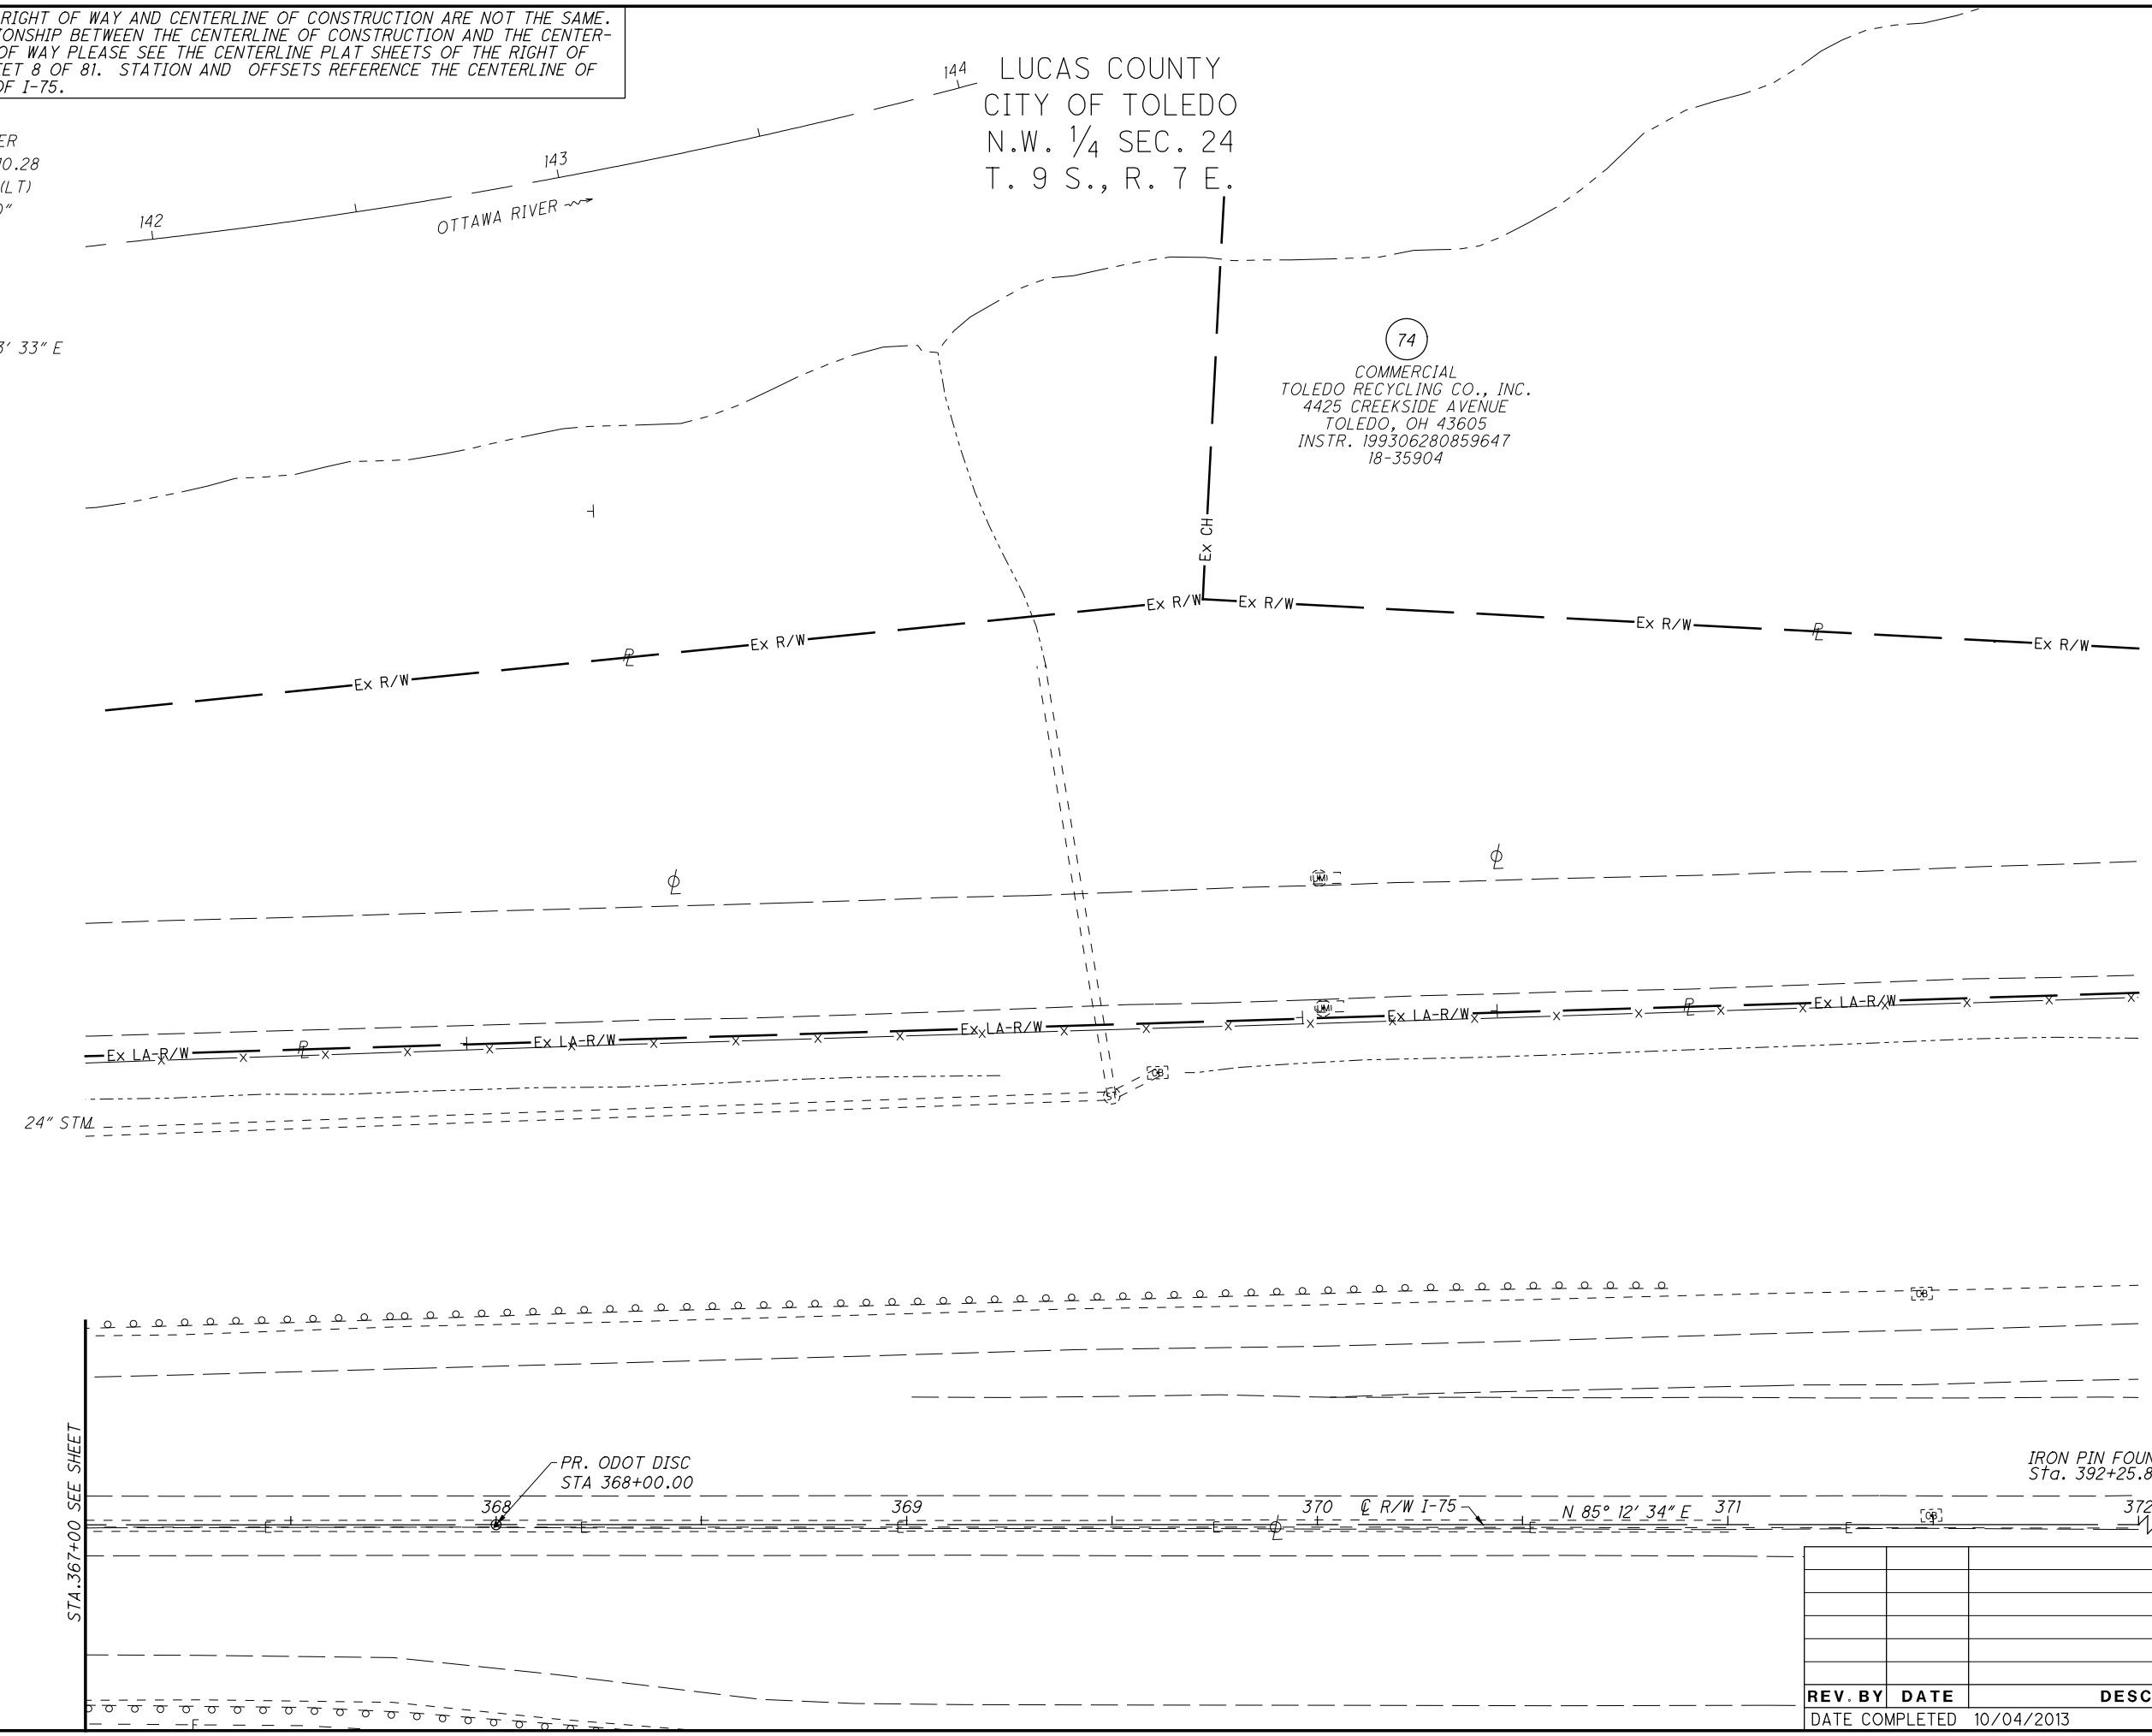 RIGHT OF WAY AND CENTERLINE OF CONSTRUCTION ARE NOT THE SAME.
IONSHIP BETWEEN THE CENTERLINE OF CONSTRUCTION AND THE CENTER-
OF WAY PLEASE SEE THE CENTERLINE PLAT SHEETS OF THE RIGHT OF
EET 8 OF 81. STATION AND OFFSETS REFERENCE THE CENTERLINE OF
OF I-75.
144
LUCAS COUNTY
CITY OF TOLEDO
N.W. 1/4 SEC. 24
T. 9 S., R. 7 E.
ER
10.28
(LT)
0"
143
142
OTTAWA RIVER
3' 33" E
74
COMMERCIAL
TOLEDO RECYCLING CO., INC.
4425 CREEKSIDE AVENUE
TOLEDO, OH 43605
INSTR. 199306280859647
18-35904
Ex CH
Ex R/W
Ex R/W
Ex R/W
Ex R/W
Ex R/W
Ex R/W
Ex LA-R/W
Ex LA-R/W
Ex LA-R/W
Ex LA-R/W
Ex LA-R/W
CB
ST
24" STM
CB
STA.367+00 SEE SHEET
PR. ODOT DISC
STA 368+00.00
IRON PIN FOUN
Sta. 392+25.8
368
369
370
℄ R/W I-75
N 85° 12' 34" E
371
CB
372
E
E
E
E
E
E
E
REV. BY DATE DESC
DATE COMPLETED 10/04/2013